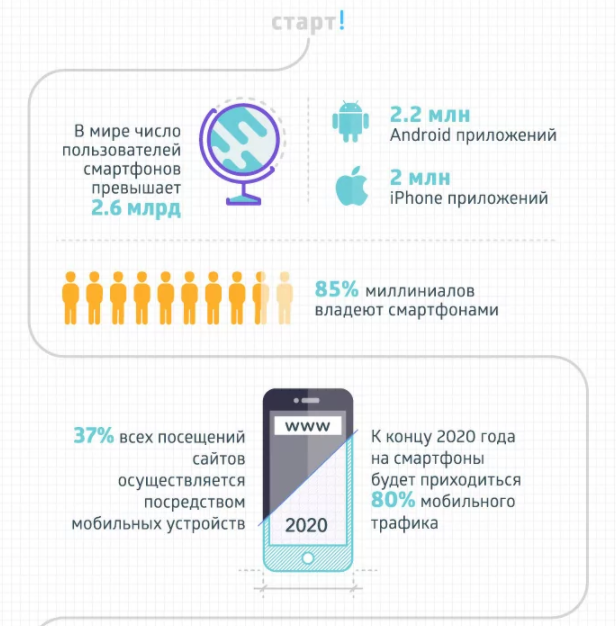 старт!
В мире число
пользователей
смартфонов
превышает
2.6 млрд
2.2 млн
Android приложений
2 млн
iPhone приложений
85% миллиниалов
владеют смартфонами
37% всех посещений
сайтов
осуществляется
посредством
мобильных устройств
www
2020
К концу 2020 года
на смартфоны
будет приходиться
80% мобильного
трафика